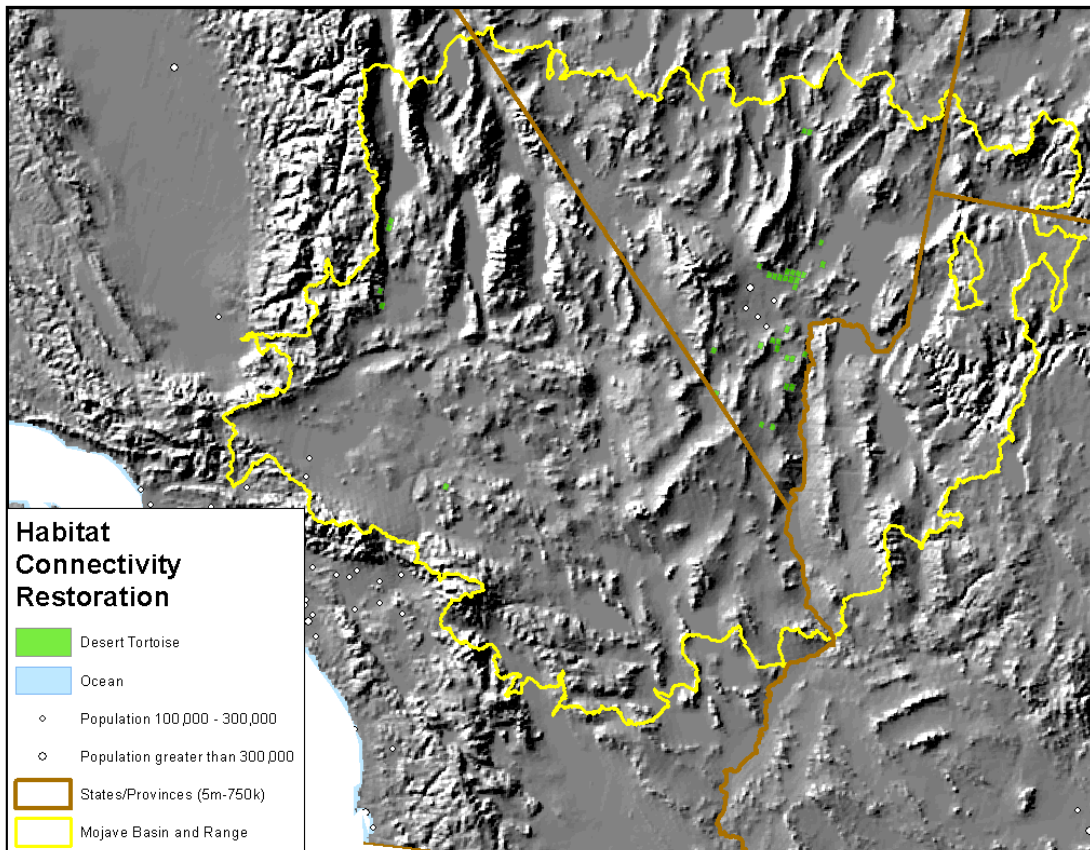 Habitat
Connectivity
Restoration
Desert Tortoise
Ocean
Population 100,000 - 300,000
Population greater than 300,000
States/Provinces (5m-750k)
Mojave Basin and Range